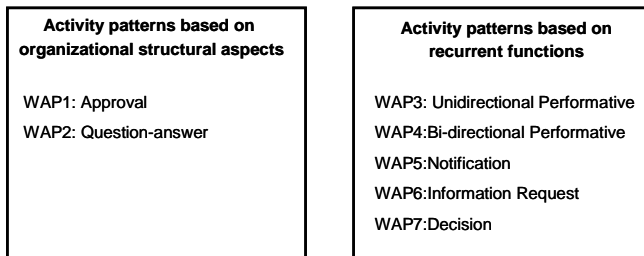 Activity patterns based on
organizational structural aspects
WAP1: Approval
WAP2: Question-answer
Activity patterns based on
recurrent functions
WAP3: Unidirectional Performative
WAP4:Bi-directional Performative
WAP5:Notification
WAP6:Information Request
WAP7:Decision